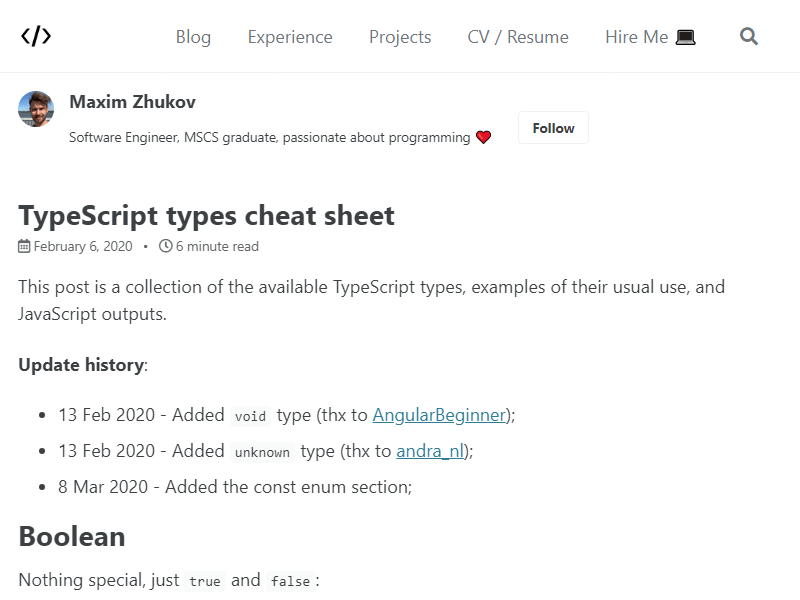 </>
Blog Experience Projects CV / Resume Hire Me
Maxim Zhukov
Software Engineer, MSCS graduate, passionate about programming
Follow
TypeScript types cheat sheet
February 6, 2020 • 6 minute read
This post is a collection of the available TypeScript types, examples of their usual use, and
JavaScript outputs.
Update history:
• 13 Feb 2020 - Added void type (thx to AngularBeginner);
• 13 Feb 2020 - Added unknown type (thx to andra_nl);
• 8 Mar 2020 - Added the const enum section;
Boolean
Nothing special, just true and false :